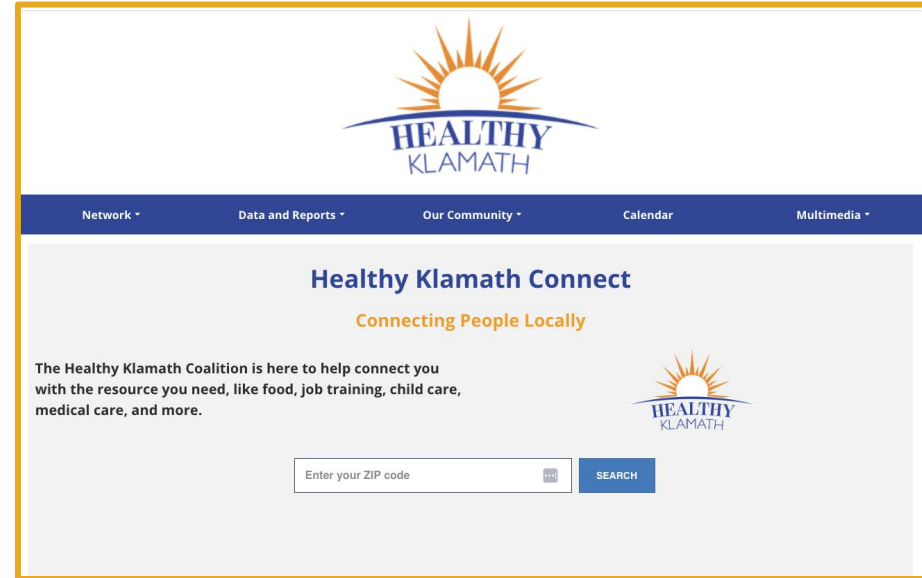 HEALTHY
KLAMATH
Network Data and Reports Our Community Calendar Multimedia
Healthy Klamath Connect
Connecting People Locally
The Healthy Klamath Coalition is here to help connect you
with the resource you need, like food, job training, child care,
medical care, and more.
HEALTHY
KLAMATH
Enter your ZIP code
SEARCH